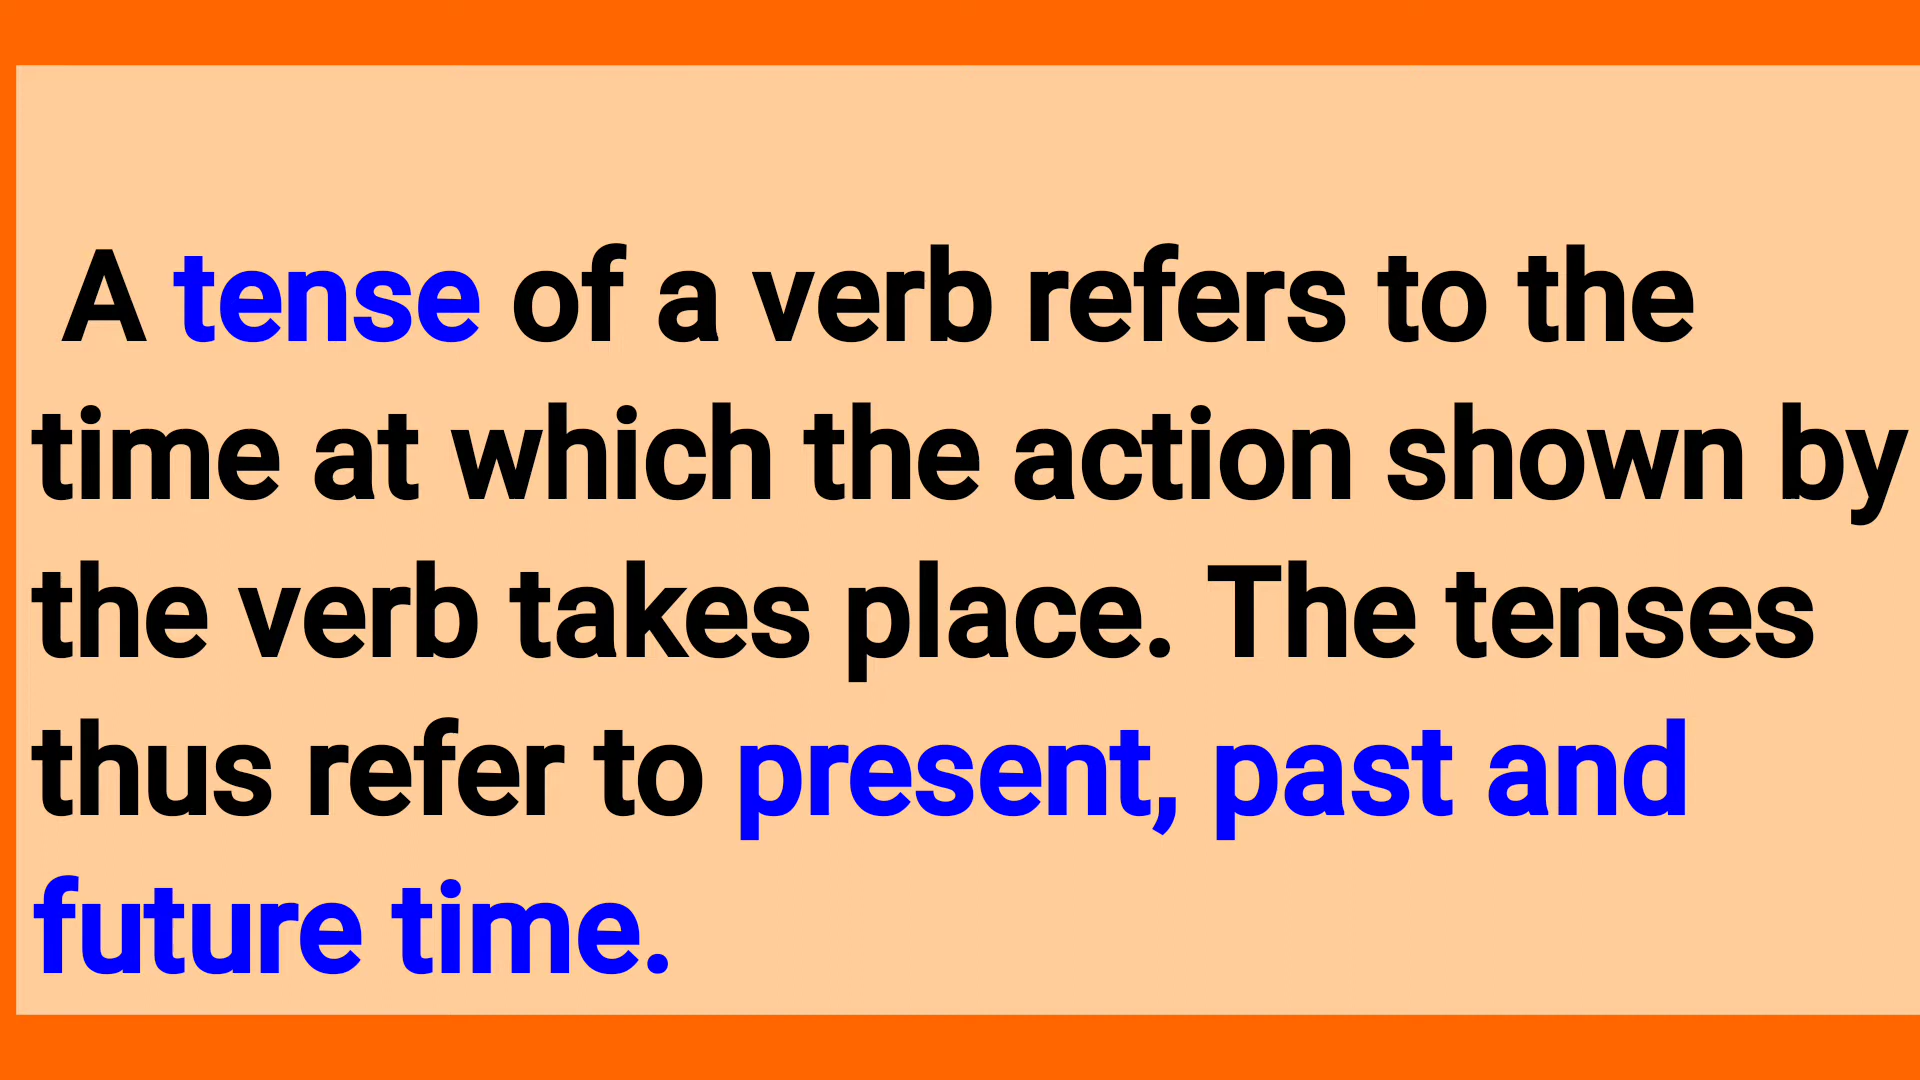 A tense of a verb refers to the
time at which the action shown by
the verb takes place. The tenses
thus refer to present, past and
future time.